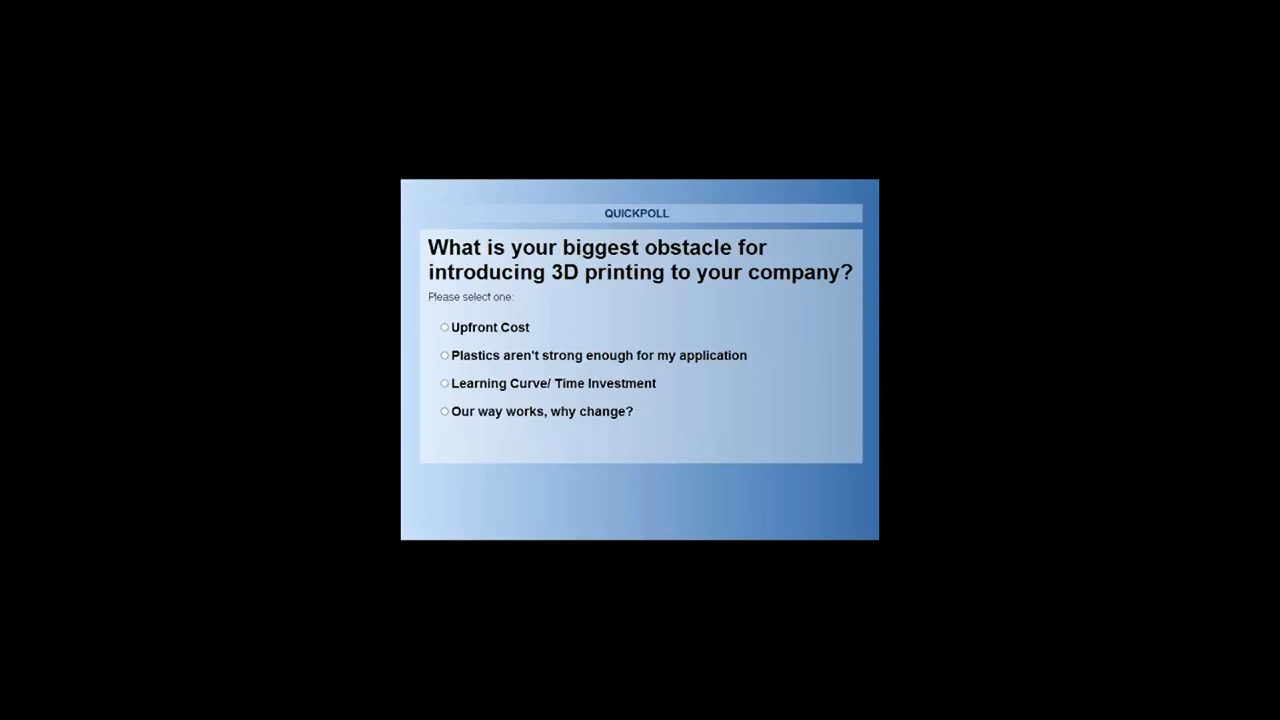 QUICKPOLL
What is your biggest obstacle for
introducing 3D printing to your company?
Please select one:
Upfront Cost
Plastics aren't strong enough for my application
Learning Curve/ Time Investment
Our way works, why change?